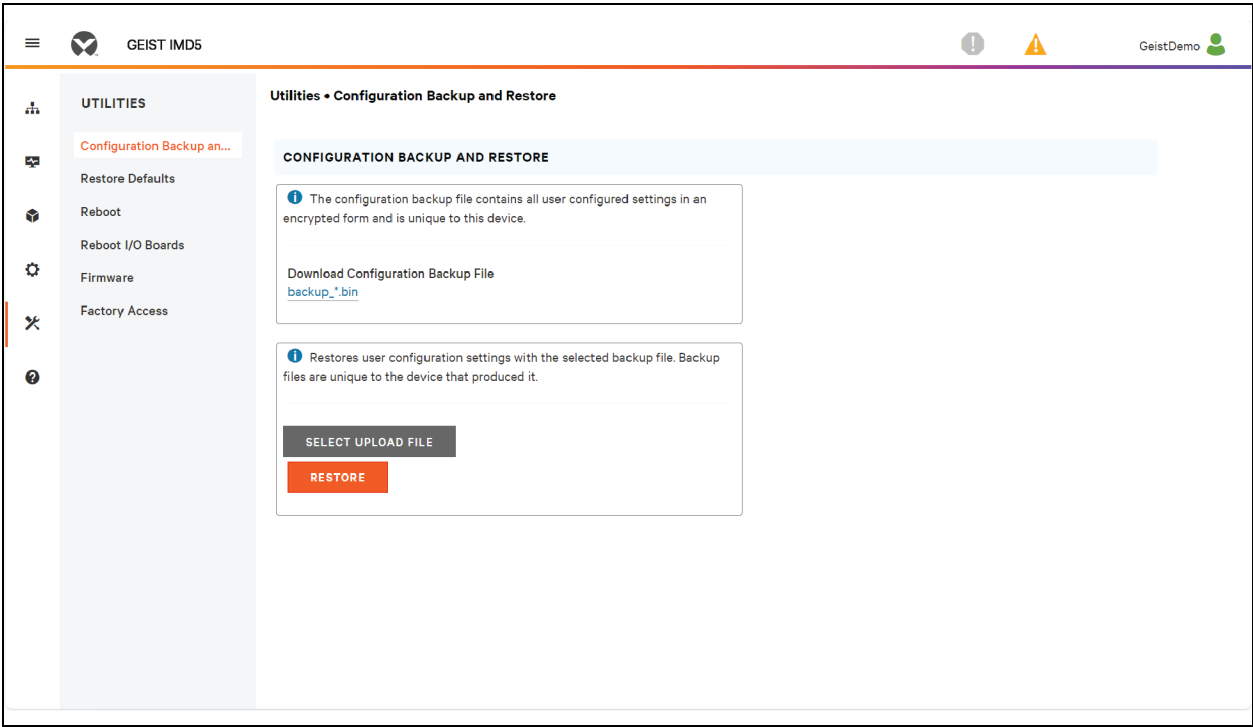 GEIST IMD5
GeistDemo
UTILITIES
Configuration Backup an...
Restore Defaults
Reboot
Reboot I/O Boards
Firmware
Factory Access
Utilities • Configuration Backup and Restore
CONFIGURATION BACKUP AND RESTORE
The configuration backup file contains all user configured settings in an
encrypted form and is unique to this device.
Download Configuration Backup File
backup_*.bin
Restores user configuration settings with the selected backup file. Backup
files are unique to the device that produced it.
SELECT UPLOAD FILE
RESTORE